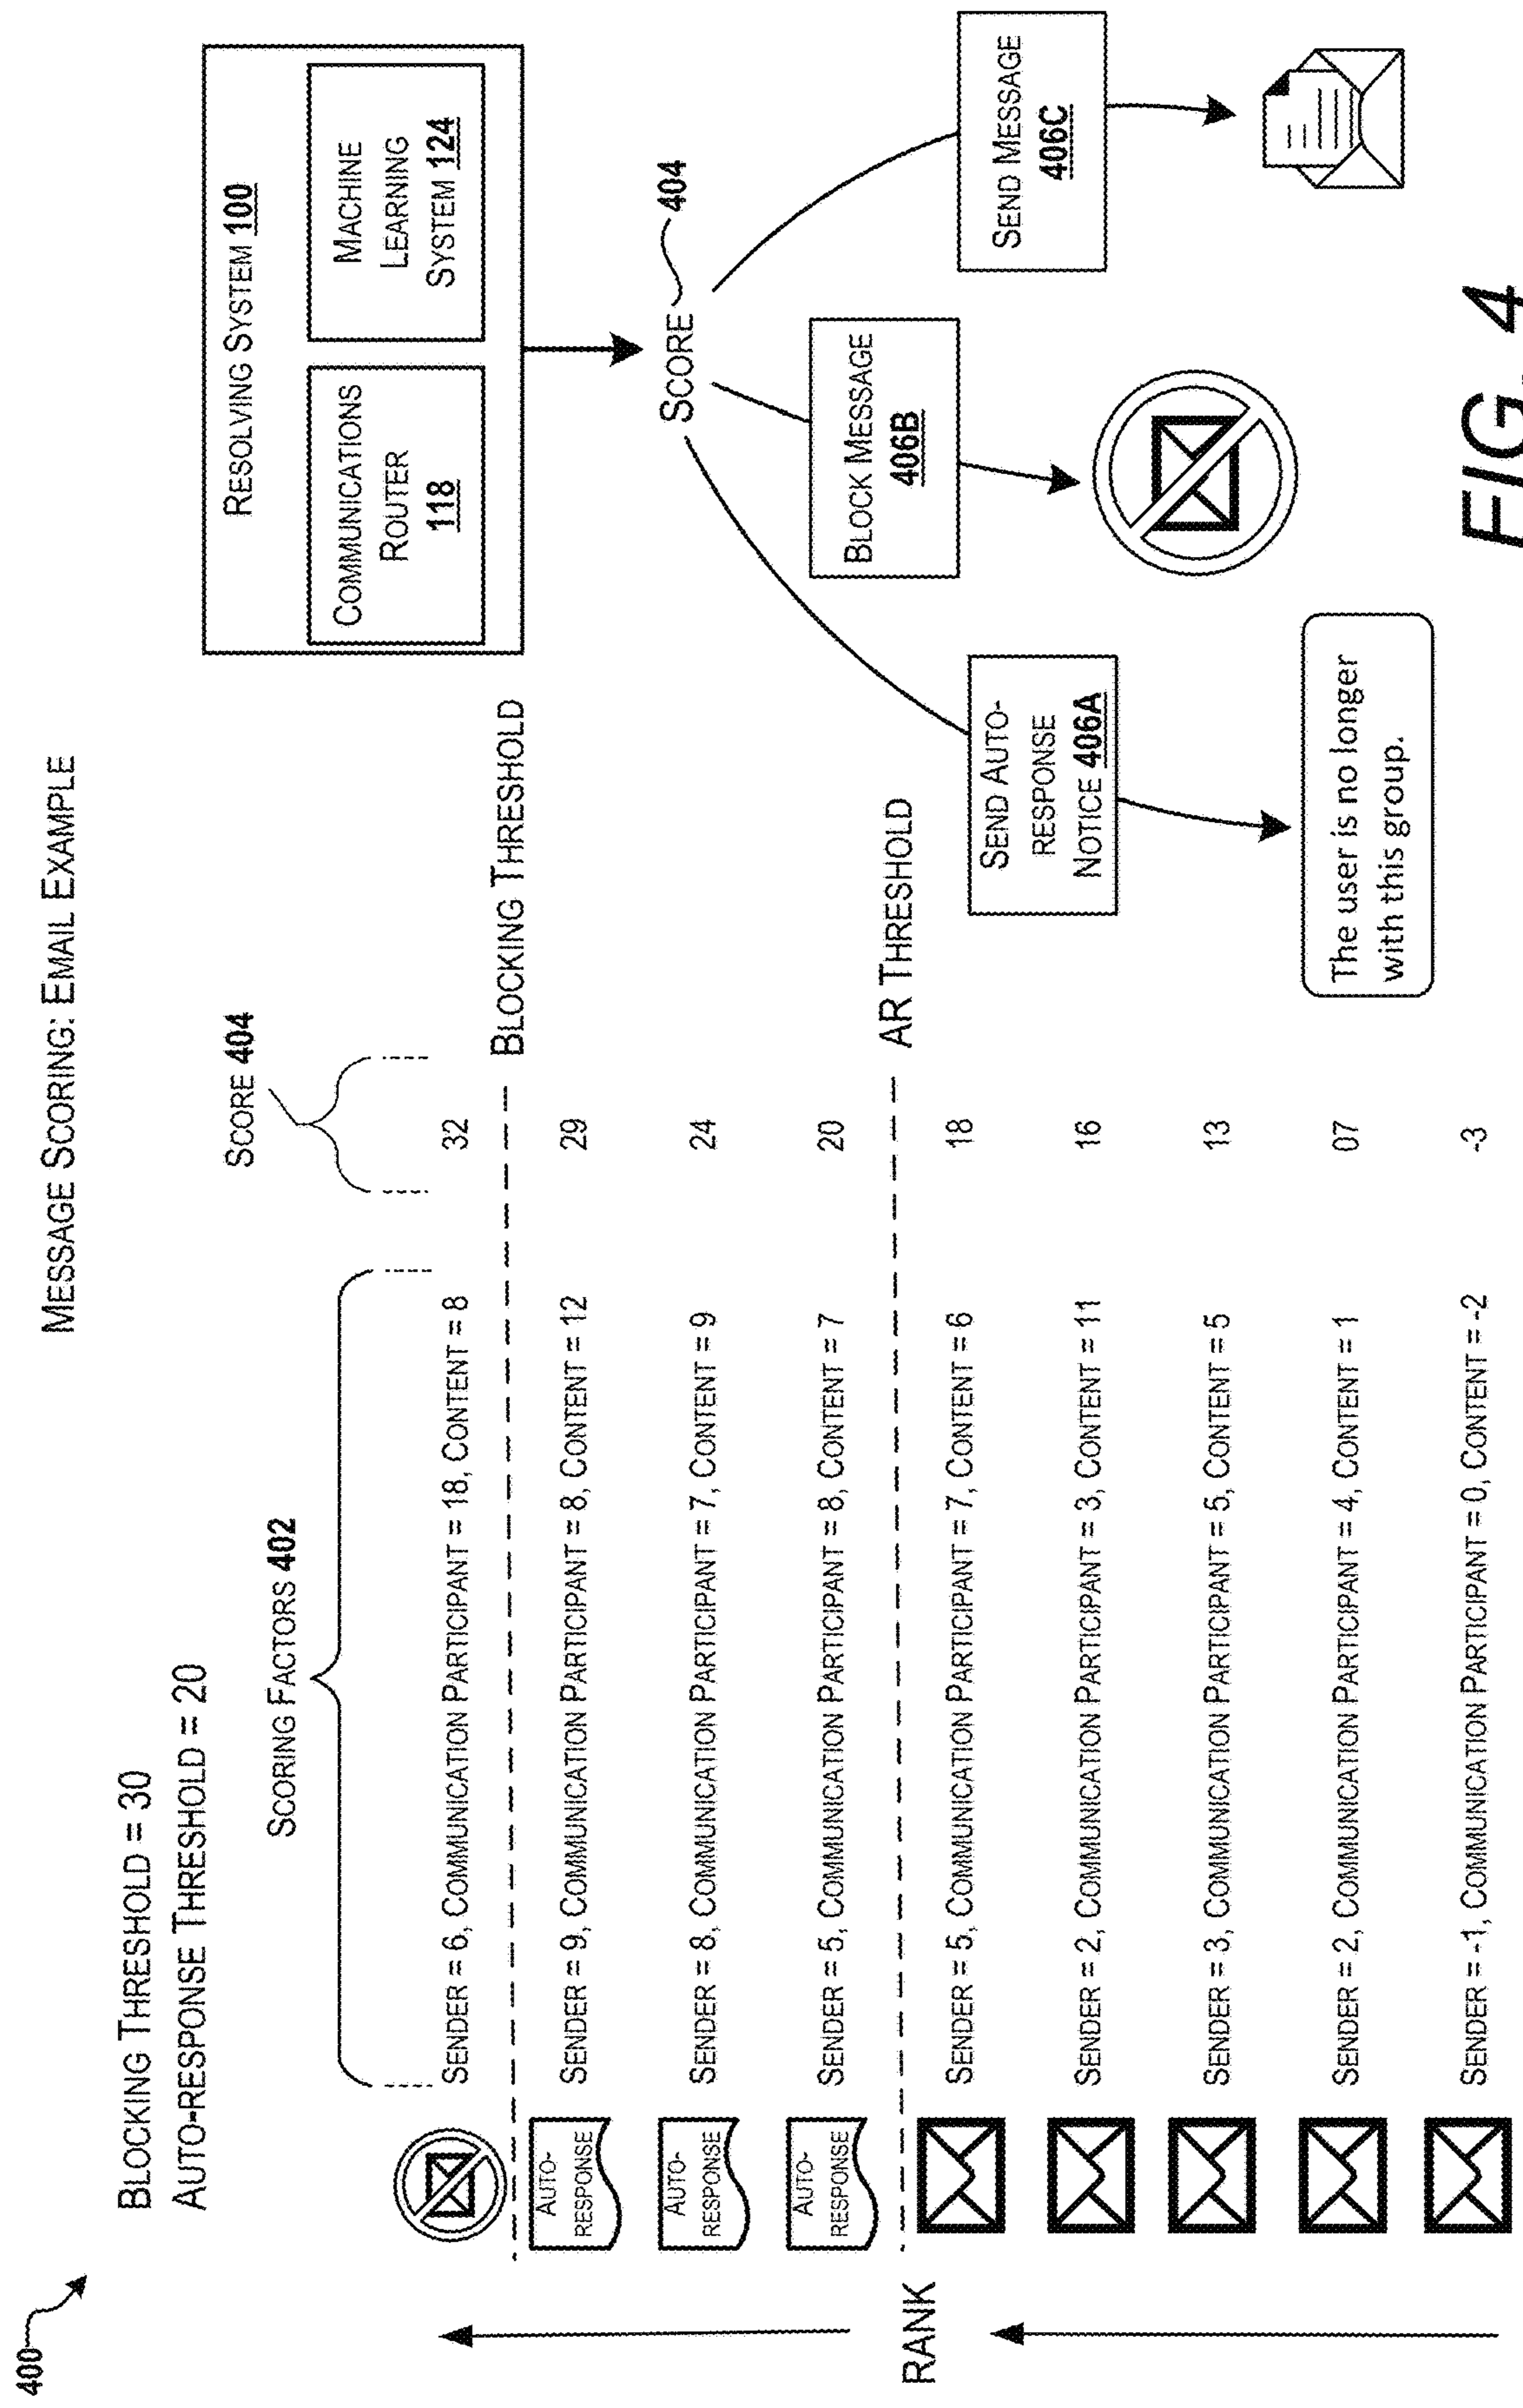 400
MESSAGE SCORING: EMAIL EXAMPLE
BLOCKING THRESHOLD = 30
AUTO-RESPONSE THRESHOLD = 20
SCORING FACTORS 402
SCORE 404
SENDER = 6, COMMUNICATION PARTICIPANT = 18, CONTENT = 8 32
BLOCKING THRESHOLD
AUTO-
RESPONSE
SENDER = 9, COMMUNICATION PARTICIPANT = 8, CONTENT = 12 29
AUTO-
RESPONSE
SENDER = 8, COMMUNICATION PARTICIPANT = 7, CONTENT = 9 24
AUTO-
RESPONSE
SENDER = 5, COMMUNICATION PARTICIPANT = 8, CONTENT = 7 20
AR THRESHOLD
RANK
SENDER = 5, COMMUNICATION PARTICIPANT = 7, CONTENT = 6 18
SENDER = 2, COMMUNICATION PARTICIPANT = 3, CONTENT = 11 16
SENDER = 3, COMMUNICATION PARTICIPANT = 5, CONTENT = 5 13
SENDER = 2, COMMUNICATION PARTICIPANT = 4, CONTENT = 1 07
SENDER = -1, COMMUNICATION PARTICIPANT = 0, CONTENT = -2 -3
RESOLVING SYSTEM 100
COMMUNICATIONS
ROUTER
118
MACHINE
LEARNING
SYSTEM 124
SCORE 404
SEND AUTO-
RESPONSE
NOTICE 406A
BLOCK MESSAGE
406B
SEND MESSAGE
406C
The user is no longer
with this group.
FIG. 4